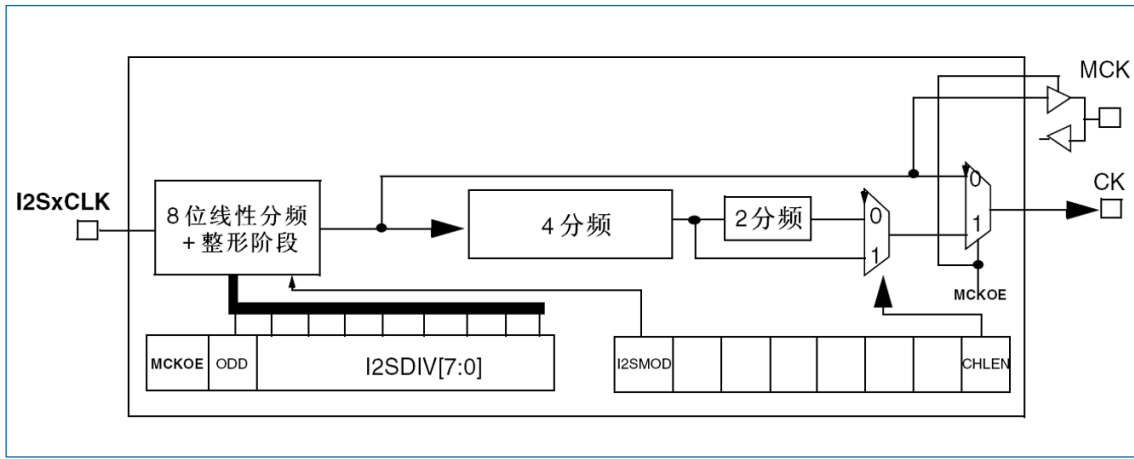 MCK
I2SxCLK
8位线性分频
+整形阶段
4分频
2分频
0
1
0
1
CK
MCKOE
MCKOE
ODD
I2SDIV[7:0]
I2SMOD
CHLEN